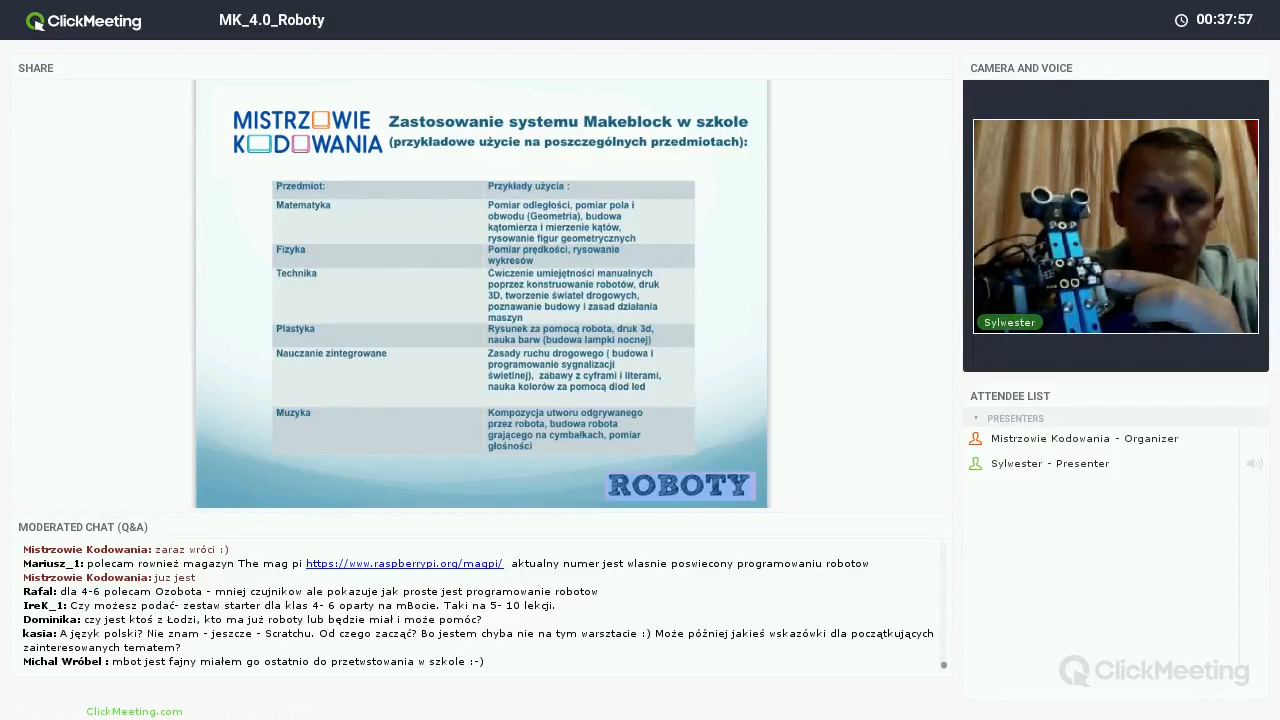 ClickMeeting
MK_4.0_Roboty
00:37:57
SHARE
MISTRZOWIE
KODOWANIA
Zastosowanie systemu Makeblock w szkole
(przykładowe użycie na poszczególnych przedmiotach):
Przedmiot:
Przykłady użycia :
Matematyka
Pomiar odległości, pomiar pola i
obwodu (Geometria), budowa
kątomierza i mierzenie kątów,
rysowanie figur geometrycznych
Fizyka
Pomiar prędkości, rysowanie
wykresów
Technika
Ćwiczenie umiejętności manualnych
poprzez konstruowanie robotów, druk
3D, tworzenie świateł drogowych,
poznawanie budowy i zasad działania
maszyn
Plastyka
Rysunek za pomocą robota, druk 3d,
nauka barw (budowa lampki nocnej)
Nauczanie zintegrowane
Zasady ruchu drogowego ( budowa i
programowanie sygnalizacji
świetlnej), zabawy z cyframi i literami,
nauka kolorów za pomocą diod led
Muzyka
Kompozycja utworu odgrywanego
przez robota, budowa robota
grającego na cymbałkach, pomiar
głośności
ROBOTY
CAMERA AND VOICE
Sylwester
ATTENDEE LIST
PRESENTERS
Mistrzowie Kodowania - Organizer
Sylwester - Presenter
MODERATED CHAT (Q&A)
Mistrzowie Kodowania: zaraz wróci :)
Mariusz_1: polecam rownież magazyn The mag pi https://www.raspberrypi.org/magpi/ aktualny numer jest wlasnie poswiecony programowaniu robotow
Mistrzowie Kodowania: juz jest
Rafal: dla 4-6 polecam Ozobota - mniej czujnikow ale pokazuje jak proste jest programowanie robotow
IreK_1: Czy możesz podać- zestaw starter dla klas 4- 6 oparty na mBocie. Taki na 5- 10 lekcji.
Dominika: czy jest ktoś z Łodzi, kto ma już roboty lub będzie miał i może pomóc?
kasia: A język polski? Nie znam - jeszcze - Scratchu. Od czego zacząć? Bo jestem chyba nie na tym warsztacie :) Może później jakieś wskazówki dla początkujących
zainteresowanych tematem?
Michal Wróbel : mbot jest fajny miałem go ostatnio do przetwstowania w szkole :-)
ClickMeeting
ClickMeeting.com